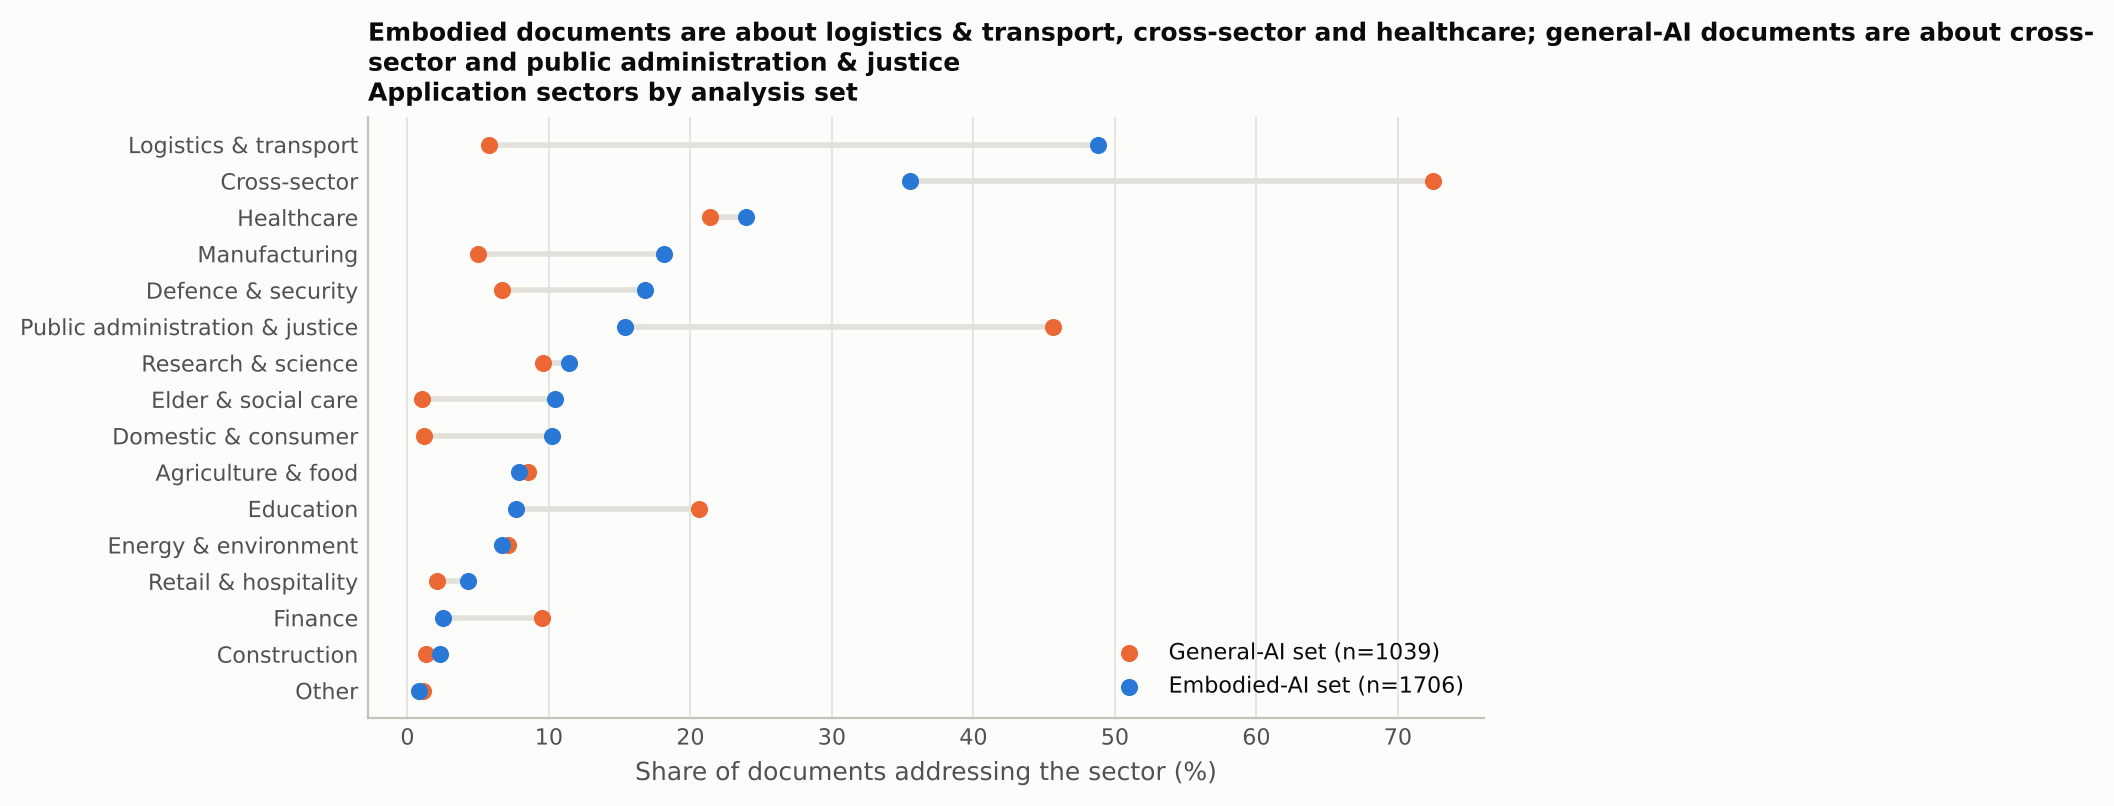 Embodied documents are about logistics & transport, cross-sector and healthcare; general-AI documents are about cross-
sector and public administration & justice
Application sectors by analysis set
Logistics & transport
Cross-sector
Healthcare
Manufacturing
Defence & security
Public administration & justice
Research & science
Elder & social care
Domestic & consumer
Agriculture & food
Education
Energy & environment
Retail & hospitality
Finance
Construction
Other
General-AI set (n=1039)
Embodied-AI set (n=1706)
0 10 20 30 40 50 60 70
Share of documents addressing the sector (%)